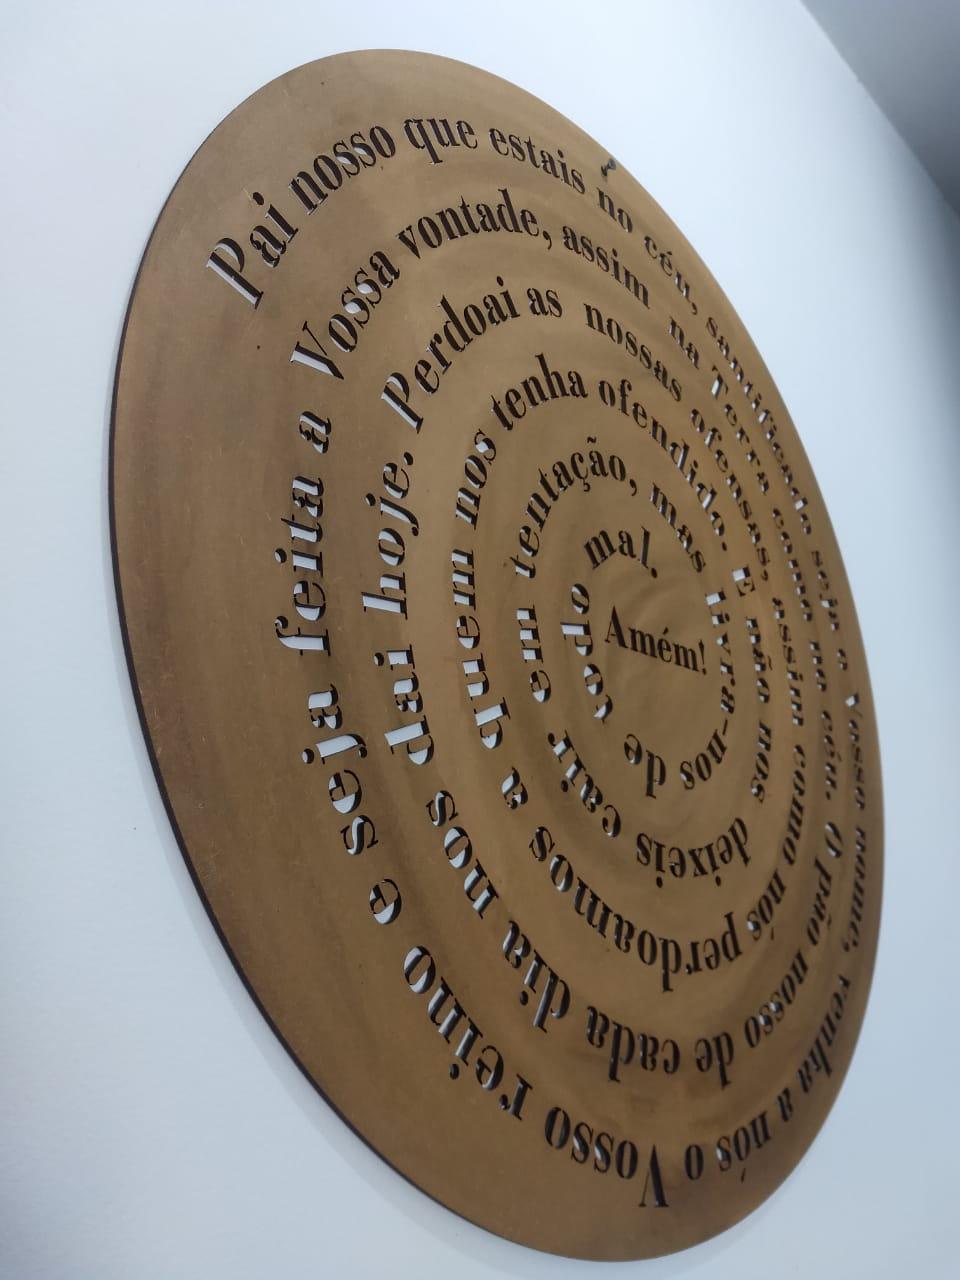 Pai nosso que estais no céu, santificado seja o Vosso nome, venha a nós o Vosso reino e seja feita a
Vossa vontade, assim na Terra como no céu. O pão nosso de cada dia nos dai hoje.
Perdoai as nossas ofensas, assim como nós perdoamos a quem
nos tenha ofendido. E não nos deixeis cair em
tentação, mas livra-nos de todo
mal.
Amém!